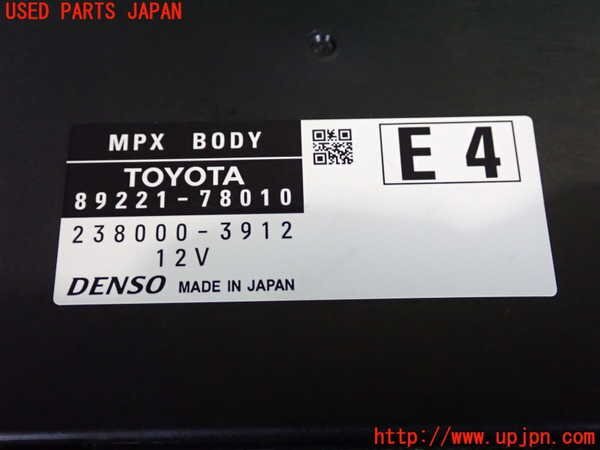 USED PARTS JAPAN
MPX BODY
TOYOTA
89221-78010
238000-3912
12V
DENSO MADE IN JAPAN
E4
http://www.upjpn.com/